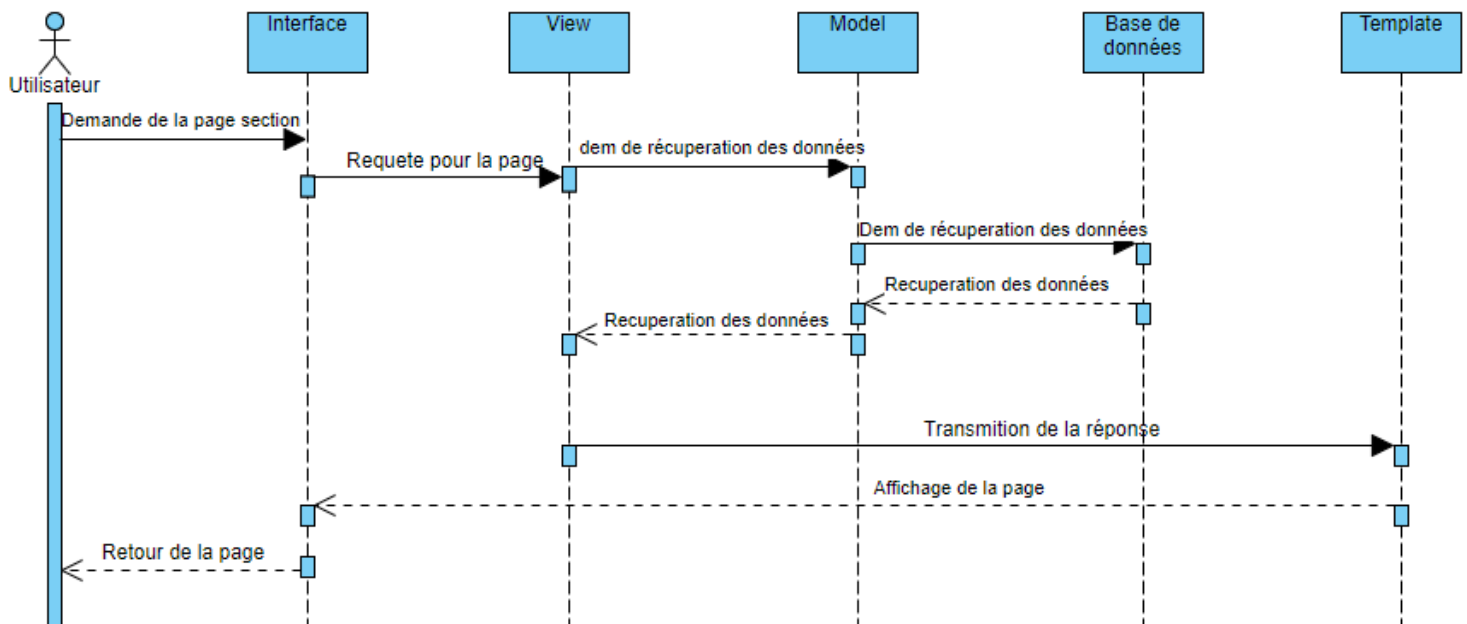 Interface
View
Model
Base de
données
Template
Utilisateur
Demande de la page section
Requete pour la page
dem de récuperation des données
Dem de récuperation des données
Recuperation des données
Recuperation des données
Transmition de la réponse
Affichage de la page
Retour de la page